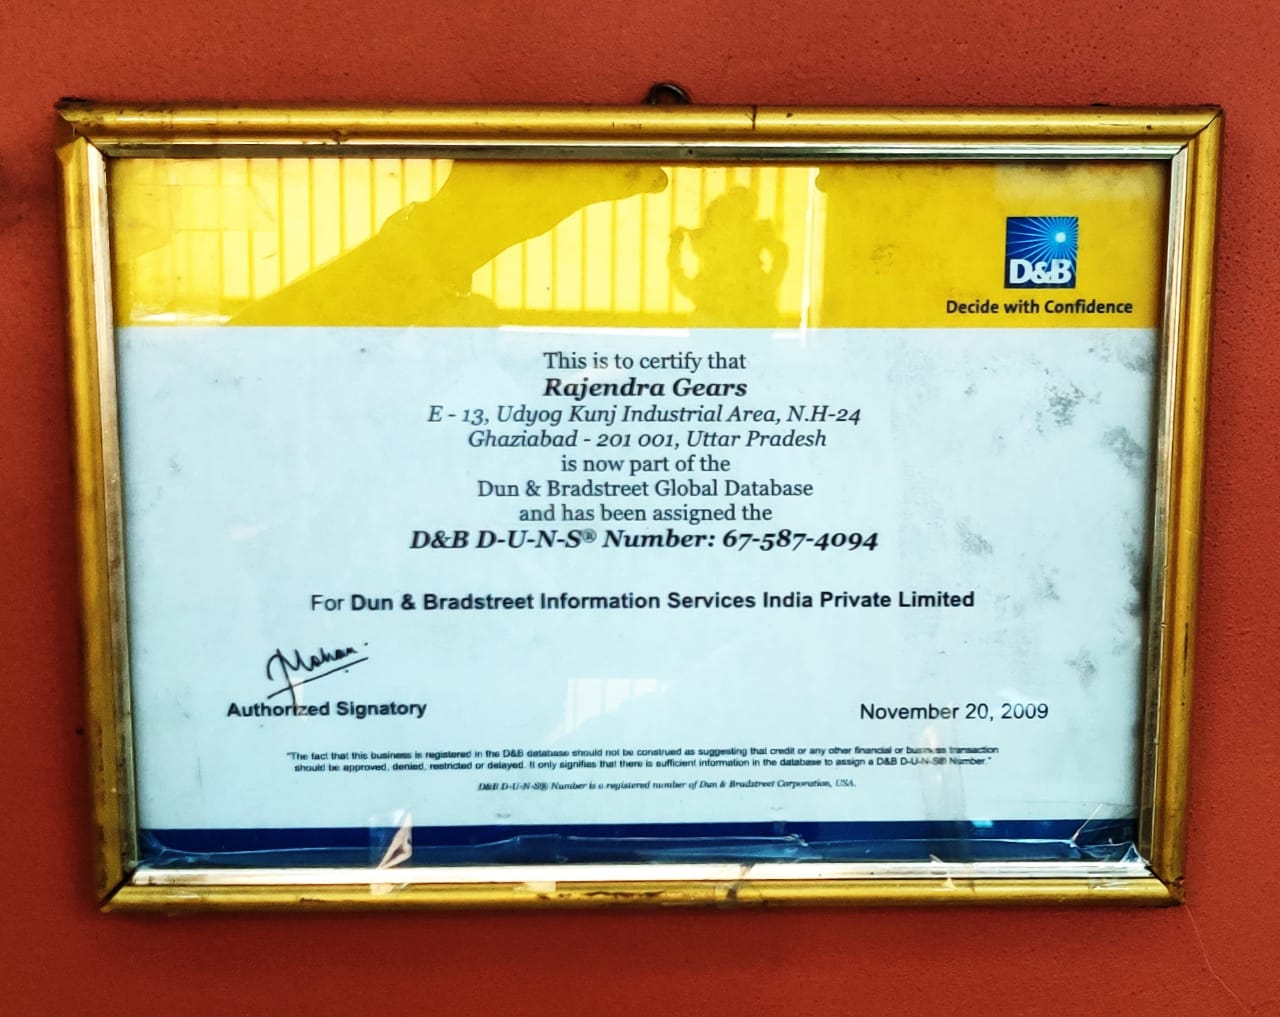 D&B
Decide with Confidence
This is to certify that
Rajendra Gears
E - 13, Udyog Kunj Industrial Area, N.H-24
Ghaziabad - 201 001, Uttar Pradesh
is now part of the
Dun & Bradstreet Global Database
and has been assigned the
D&B D-U-N-S® Number: 67-587-4094
For Dun & Bradstreet Information Services India Private Limited
Mohan
Authorized Signatory
November 20, 2009
"The fact that this business is registered in the D&B database should not be construed as suggesting that credit or any other financial or business transaction
should be approved, denied, restricted or delayed. It only signifies that there is sufficient information in the database to assign a D&B D-U-N-S® Number."
D&B D-U-N-S® Number is a registered number of Dun & Bradstreet Corporation, USA.